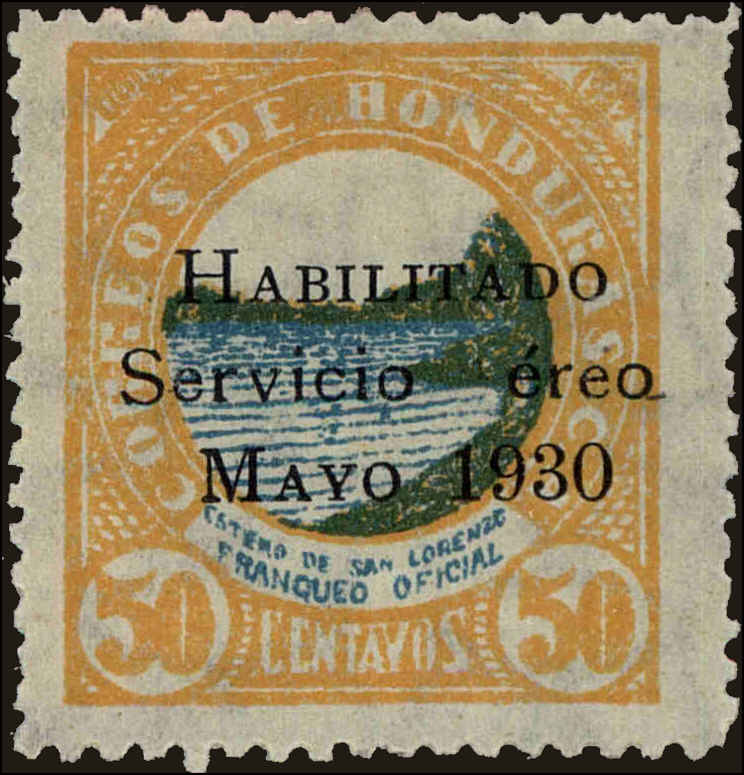 CORREOS DE HONDURAS
HABILITADO
Servicio éreo
MAYO 1930
ESTERO DE SAN LORENZO
FRANQUEO OFICIAL
50 CENTAVOS 50